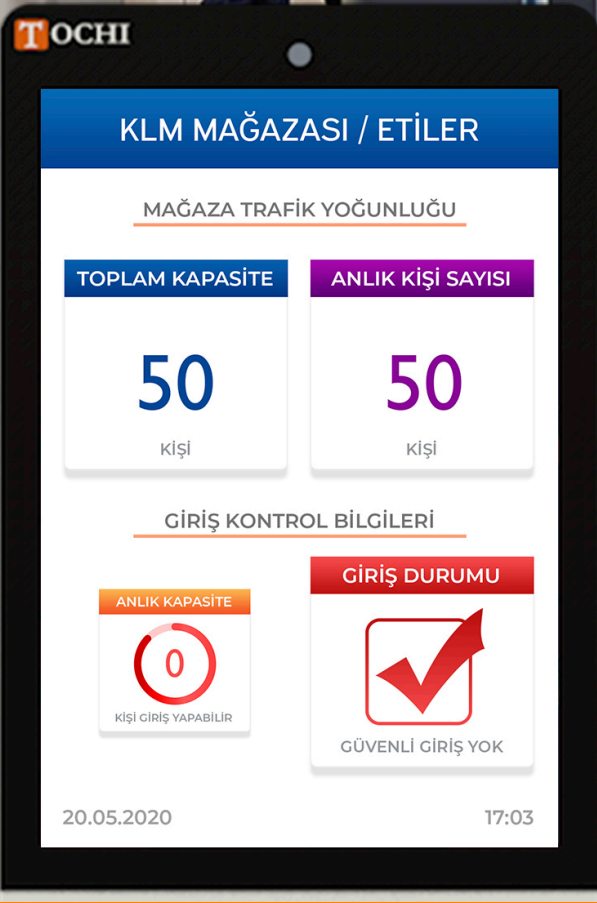 TOCHI
KLM MAĞAZASI / ETİLER
MAĞAZA TRAFİK YOĞUNLUĞU
TOPLAM KAPASİTE
50
KİŞİ
ANLIK KİŞİ SAYISI
50
KİŞİ
GİRİŞ KONTROL BİLGİLERİ
ANLIK KAPASİTE
0
KİŞİ GİRİŞ YAPABİLİR
GİRİŞ DURUMU
GÜVENLİ GİRİŞ YOK
20.05.2020
17:03